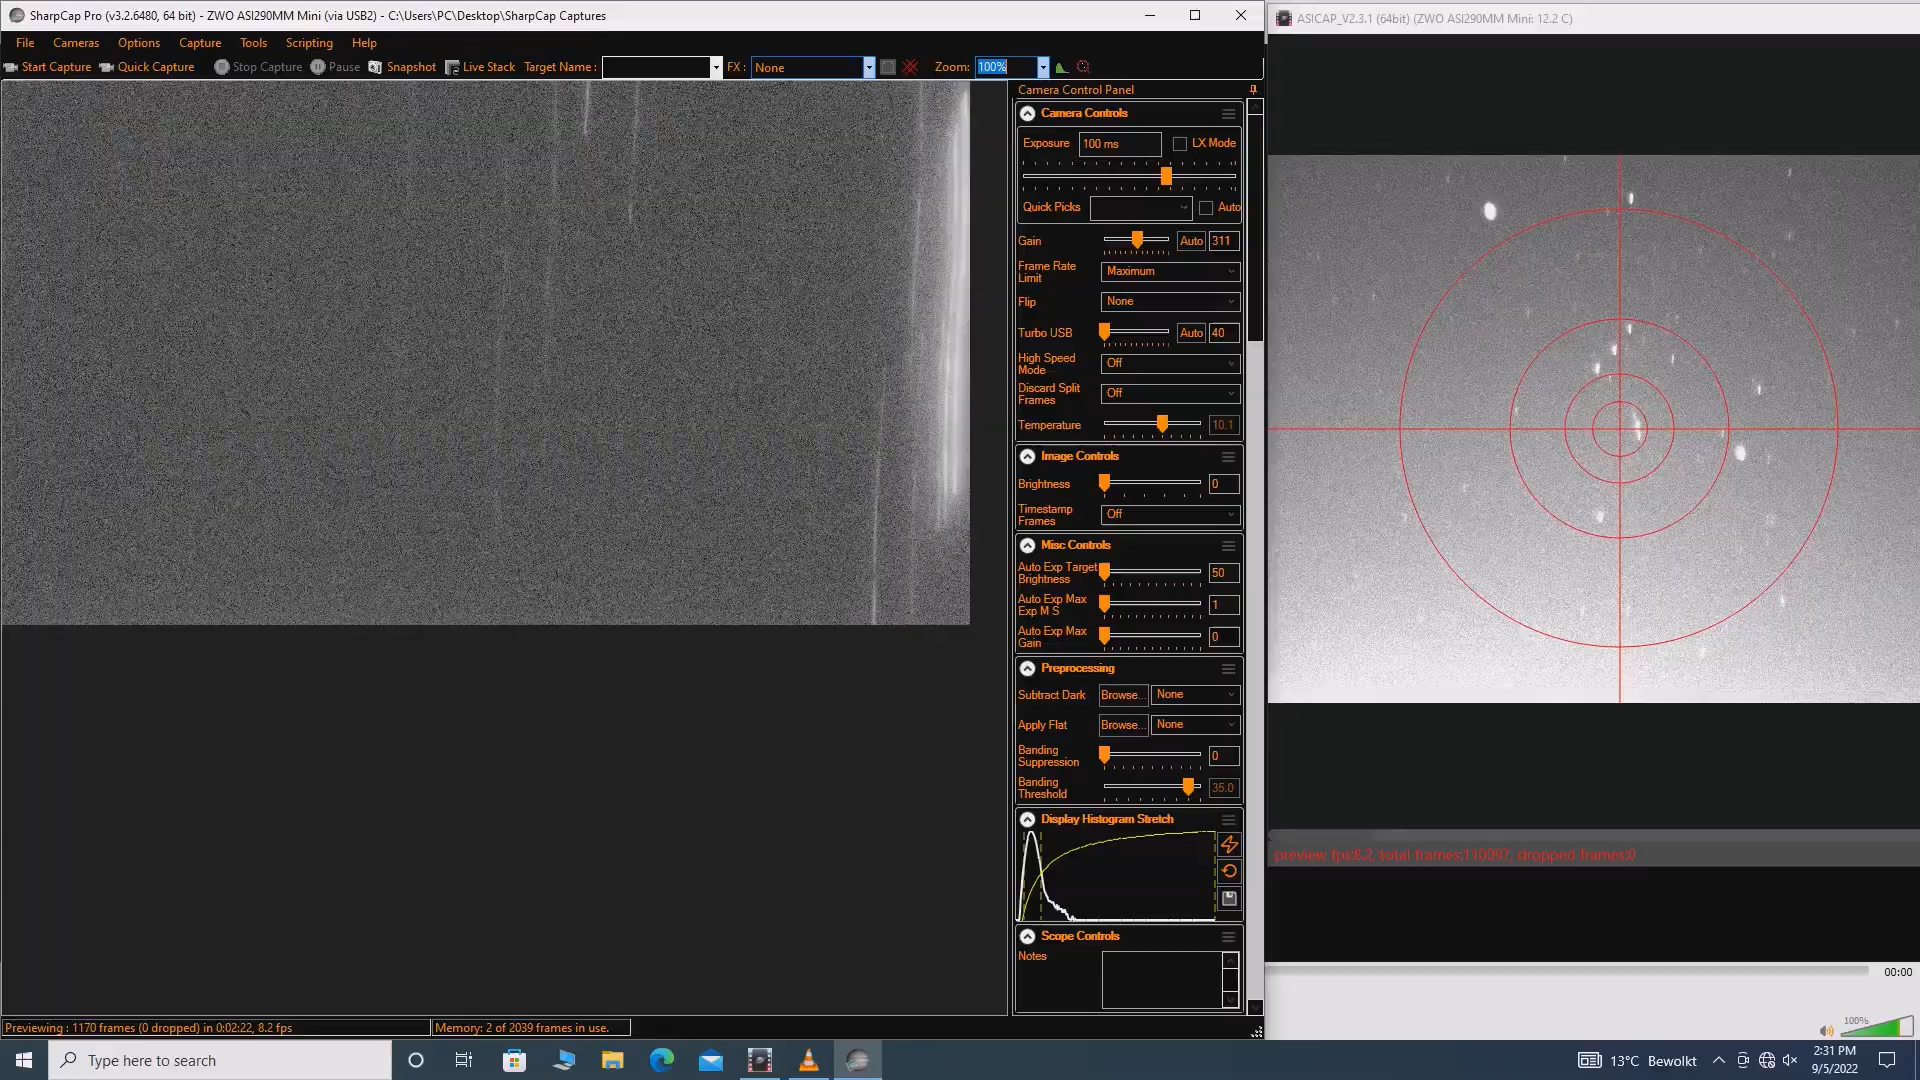 SharpCap Pro (v3.2.6480, 64 bit) - ZWO ASI290MM Mini (via USB2) - C:\Users\PC\Desktop\SharpCap Captures
File Cameras Options Capture Tools Scripting Help
Start Capture Quick Capture Stop Capture Pause Snapshot Live Stack Target Name : FX : None Zoom: 100%
Camera Control Panel
Camera Controls
Exposure 100 ms LX Mode
Quick Picks Auto
Gain Auto 311
Frame Rate Limit Maximum
Flip None
Turbo USB Auto 40
High Speed Mode Off
Discard Split Frames Off
Temperature 10.1
Image Controls
Brightness 0
Timestamp Frames Off
Misc Controls
Auto Exp Target Brightness 50
Auto Exp Max Exp M S 1
Auto Exp Max Gain 0
Preprocessing
Subtract Dark Browse... None
Apply Flat Browse... None
Banding Suppression 0
Banding Threshold 35.0
Display Histogram Stretch
Scope Controls
Notes
Previewing : 1170 frames (0 dropped) in 0:02:22, 8.2 fps Memory: 2 of 2039 frames in use.
ASICAP_V2.3.1 (64bit) (ZWO ASI290MM Mini: 12.2 C)
preview fps:8.2, total frames:110097, dropped frames:0
00:00
100%
Type here to search
13°C Bewolkt
2:31 PM
9/5/2022